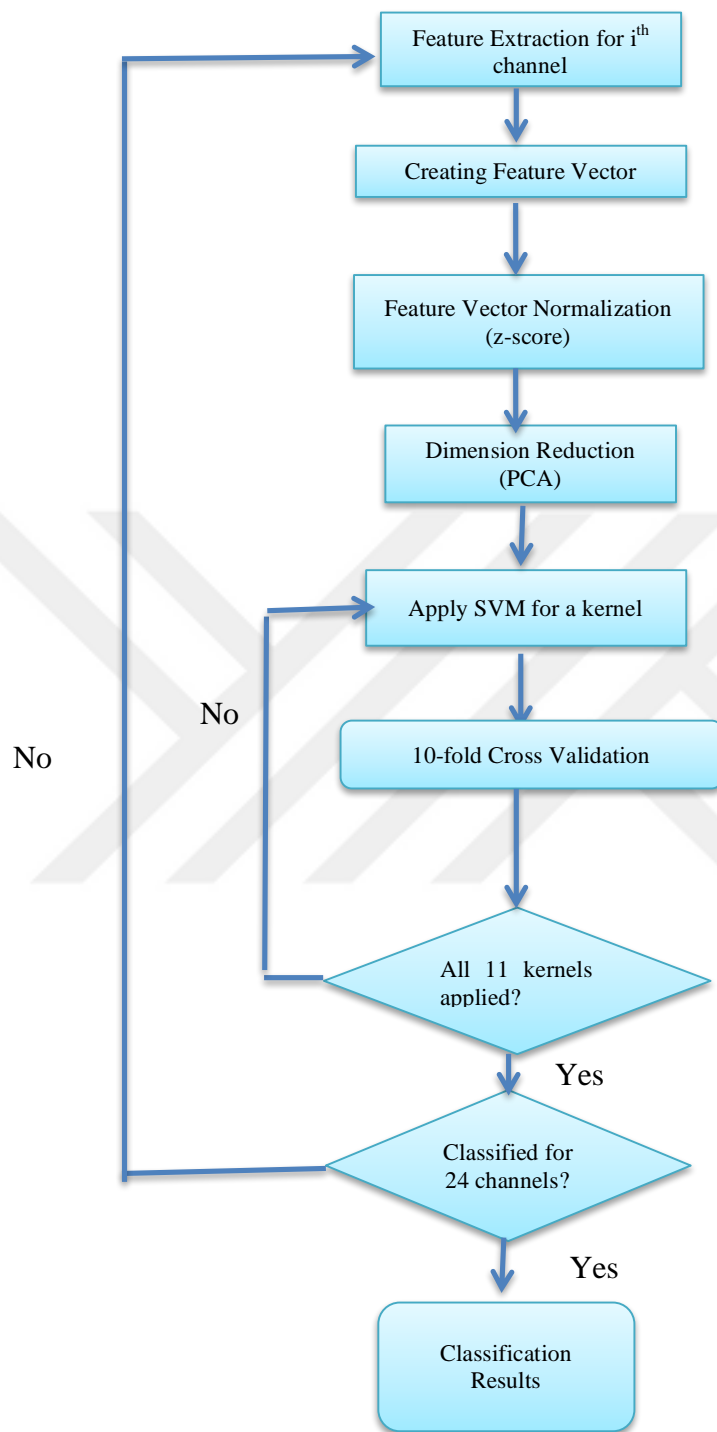 Feature Extraction for ith
channel
Creating Feature Vector
Feature Vector Normalization
(z-score)
Dimension Reduction
(PCA)
Apply SVM for a kernel
No
No
10-fold Cross Validation
All 11 kernels
applied?
Yes
Classified for
24 channels?
Yes
Classification
Results